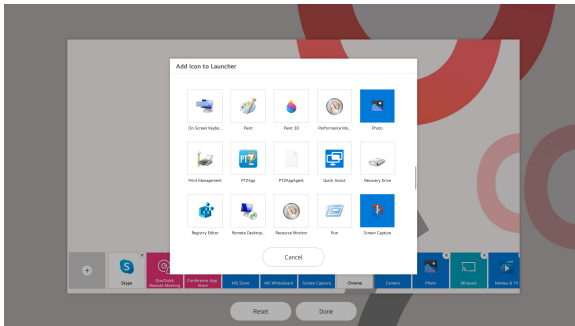 Add Icon to Launcher
On-Screen Keybo...
Paint
Paint 3D
Performance Mo...
Photo
Print Management
PTZApp
PTZAppAgent
Quick Assist
Recovery Drive
Registry Editor
Remote Desktop...
Resource Monitor
Run
Screen Capture
Cancel
Skype
OneQuick
Remote Meeting
Conference App
Store
MS Store
MS Whiteboard
Screen Capture
Chrome
Camera
Photo
Miracast
Movies & TV
Reset
Done